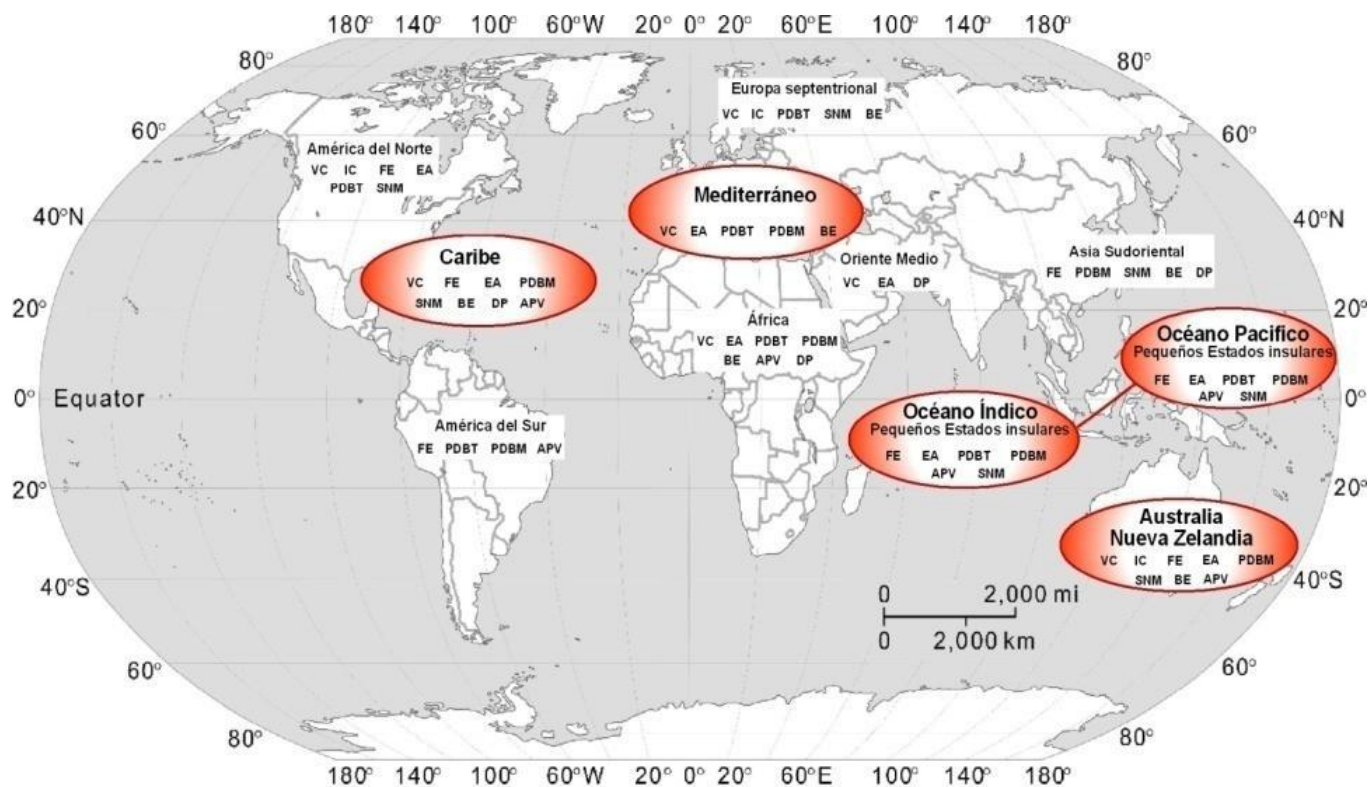 180° 140° 100° 60°W 20° 0° 20° 60°E 100° 140° 180°
80° 80°
Europa septentrional
VC IC PDBT SNM BE
60° 60°
América del Norte
VC IC FE EA
PDBT SNM
Mediterráneo
VC EA PDBT PDBM BE
40°N 40°N
Caribe
VC FE EA PDBM
SNM BE DP APV
Oriente Medio
VC EA DP
Asia Sudoriental
FE PDBM SNM BE DP
20° 20°
África
VC EA PDBT PDBM
BE APV DP
Océano Pacifico
Pequeños Estados insulares
FE EA PDBT PDBM
APV SNM
Equator 0° 0°
Océano Índico
Pequeños Estados insulares
FE EA PDBT PDBM
APV SNM
América del Sur
FE PDBT PDBM APV
20° 20°
Australia
Nueva Zelandia
VC IC FE EA PDBM
SNM BE APV
40°S 40°S
0 2,000 mi
0 2,000 km
60° 60°
80° 80°
180° 140° 100° 60°W 20° 0° 20° 60°E 100° 140° 180°